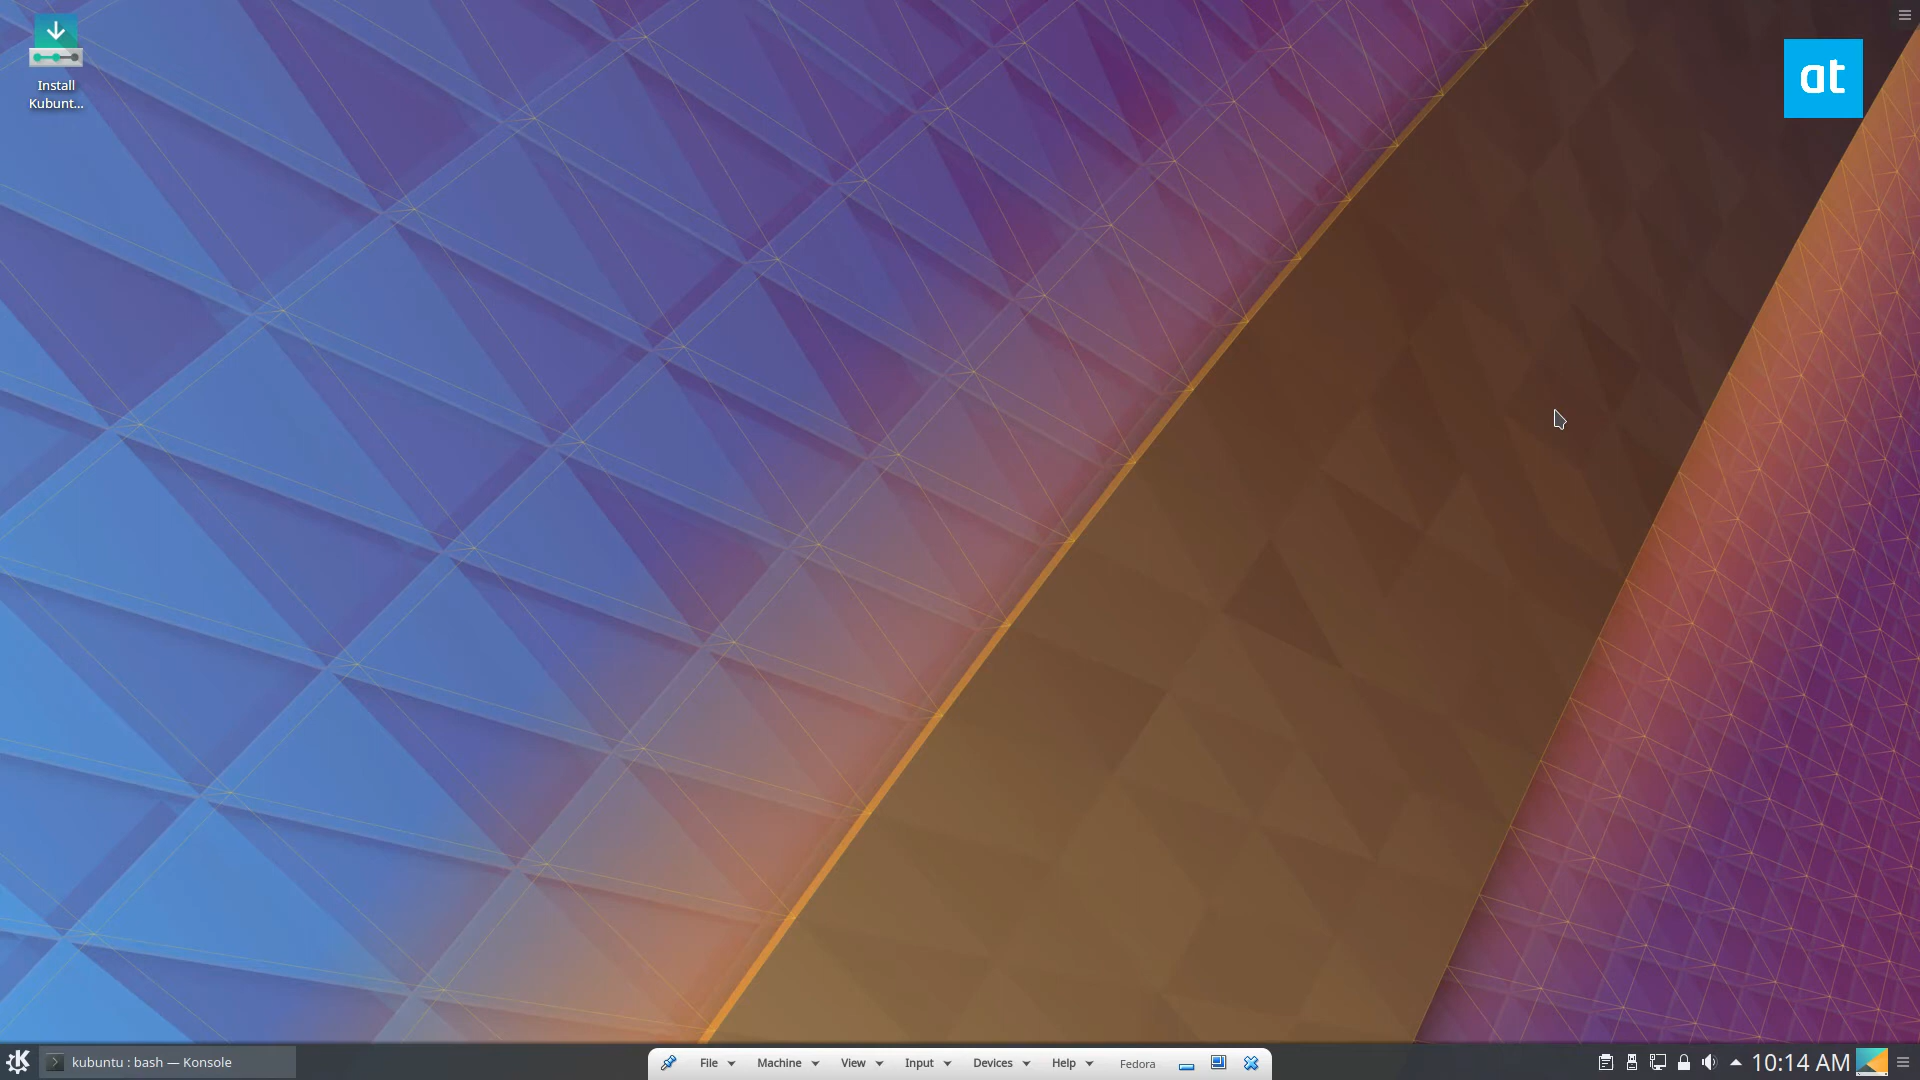 Install
Kubunt...
at
kubuntu : bash — Konsole
File Machine View Input Devices Help Fedora
10:14 AM